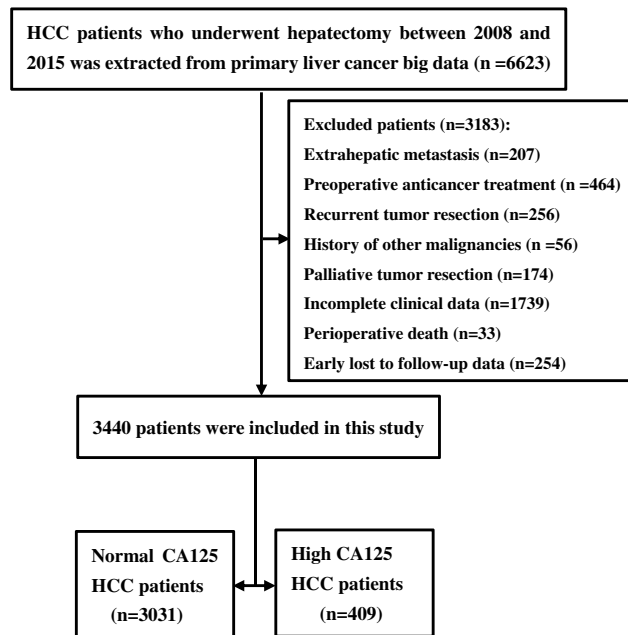 HCC patients who underwent hepatectomy between 2008 and
2015 was extracted from primary liver cancer big data (n =6623)
Excluded patients (n=3183):
Extrahepatic metastasis (n=207)
Preoperative anticancer treatment (n =464)
Recurrent tumor resection (n=256)
History of other malignancies (n =56)
Palliative tumor resection (n=174)
Incomplete clinical data (n=1739)
Perioperative death (n=33)
Early lost to follow-up data (n=254)
3440 patients were included in this study
Normal CA125
HCC patients
(n=3031)
High CA125
HCC patients
(n=409)